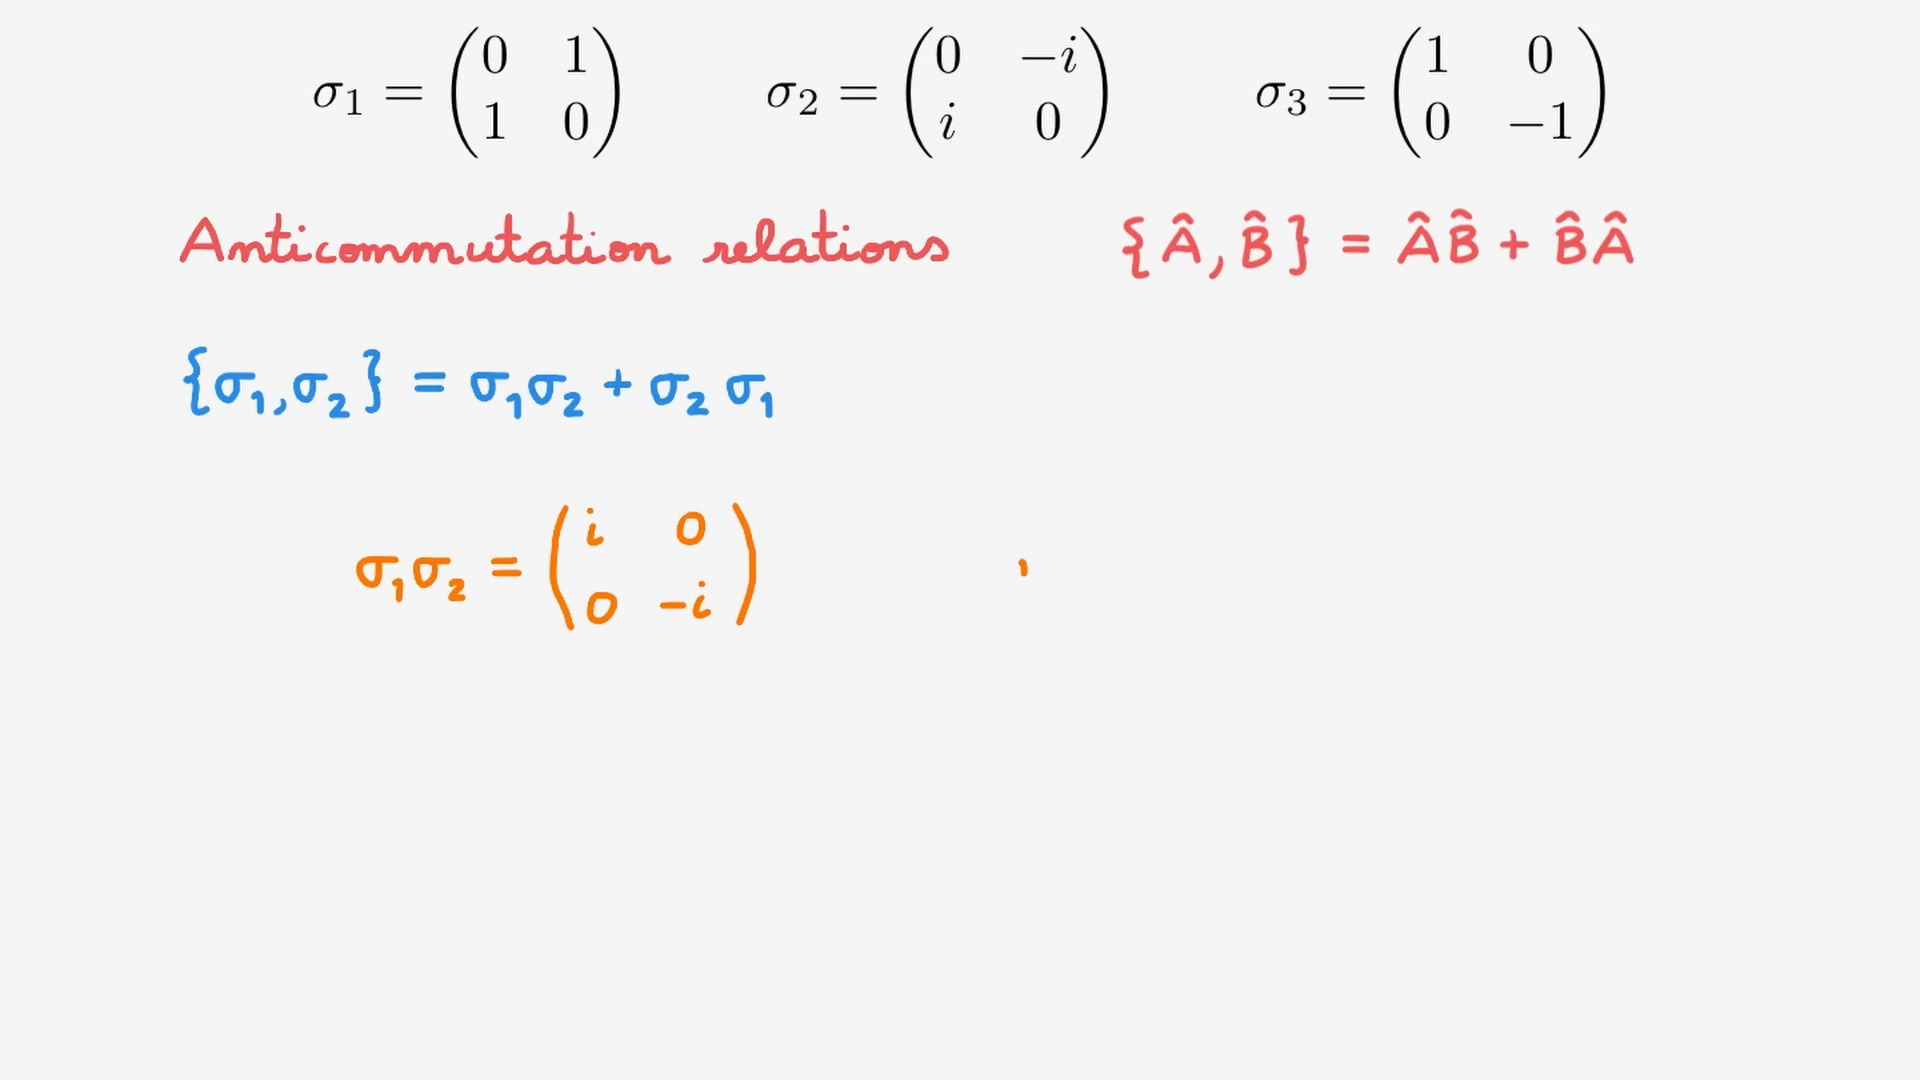 σ₁ = (0 1; 1 0) σ₂ = (0 −i; i 0) σ₃ = (1 0; 0 −1)
Anticommutation relations {Â, B̂} = ÂB̂ + B̂Â
{σ₁, σ₂} = σ₁σ₂ + σ₂σ₁
σ₁σ₂ = (i 0; 0 −i)